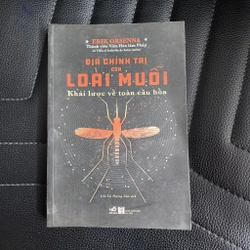 ERIK ORSENNA
Thành viên Viện Hàn lâm Pháp
ĐỊA CHÍNH TRỊ
CỦA
LOÀI MUỖI
Khái lược về toàn cầu hóa